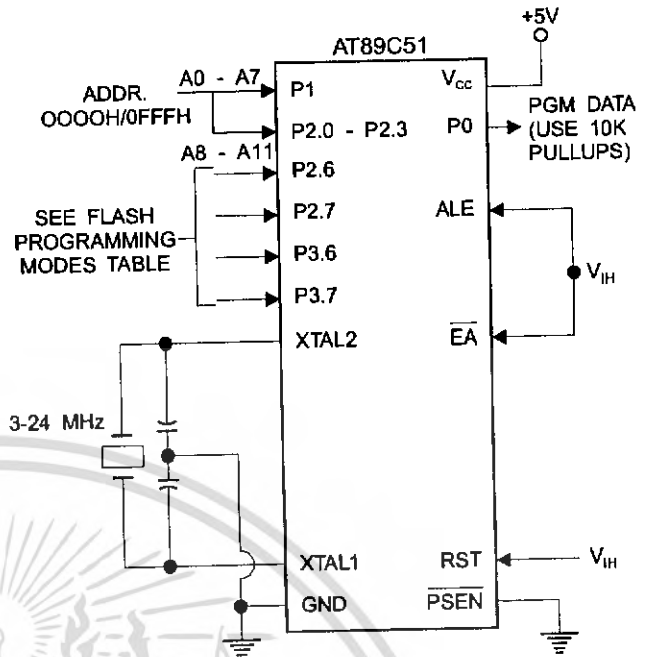 +5V
AT89C51
A0 - A7
ADDR.
OOOOH/0FFFH
P1
VCC
PGM DATA
(USE 10K
PULLUPS)
P2.0 - P2.3
P0
A8 - A11
P2.6
P2.7
ALE
SEE FLASH
PROGRAMMING
MODES TABLE
P3.6
VIH
P3.7
EA
XTAL2
3-24 MHz
XTAL1
RST
VIH
GND
PSEN